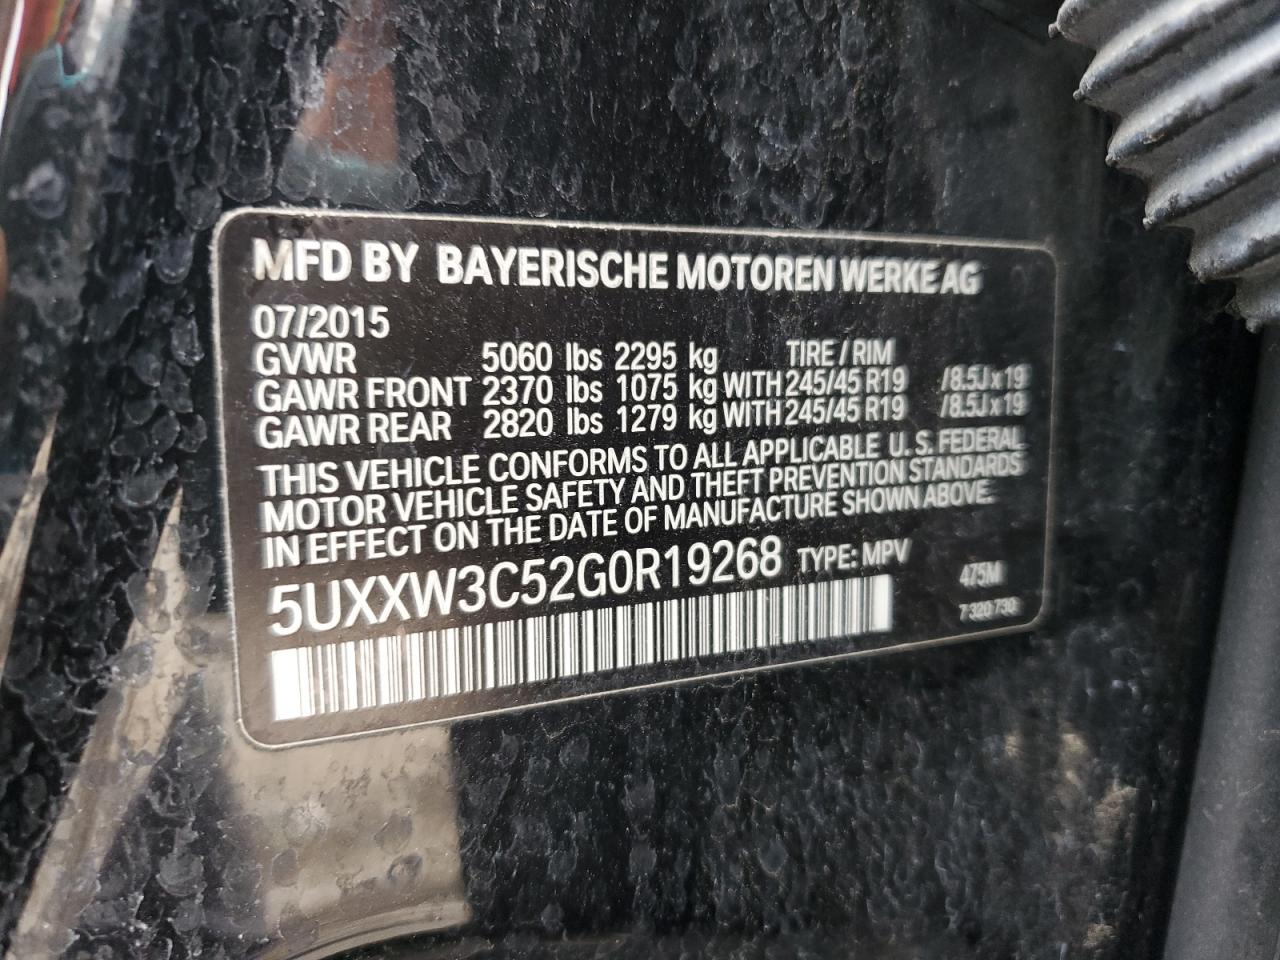 MFD BY BAYERISCHE MOTOREN WERKE AG
07/2015
GVWR 5060 lbs 2295 kg TIRE / RIM
GAWR FRONT 2370 lbs 1075 kg WITH 245/45 R19 /8.5J x 19
GAWR REAR 2820 lbs 1279 kg WITH 245/45 R19 /8.5J x 19
THIS VEHICLE CONFORMS TO ALL APPLICABLE U.S. FEDERAL
MOTOR VEHICLE SAFETY AND THEFT PREVENTION STANDARDS
IN EFFECT ON THE DATE OF MANUFACTURE SHOWN ABOVE.
5UXXW3C52G0R19268 TYPE: MPV
475M
7 320 730